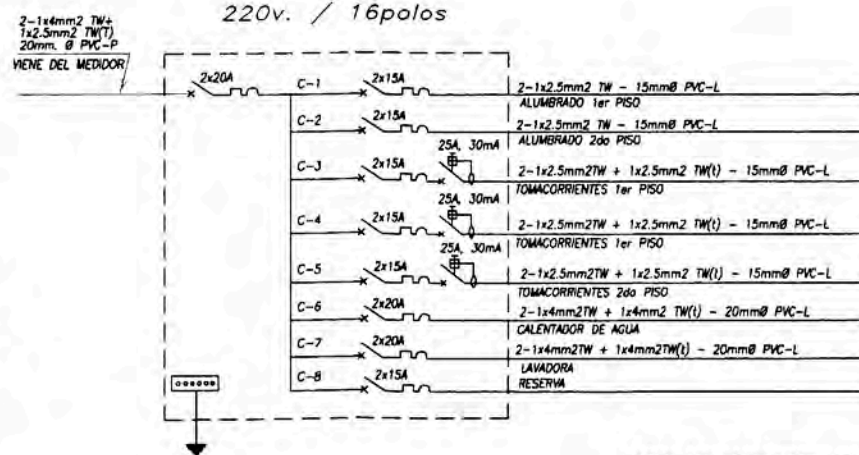 220v. / 16polos
2-1x4mm2 TW+
1x2.5mm2 TW(T)
20mm. Ø PVC-P
VIENE DEL MEDIDOR
2x20A
C-1
2x15A
2-1x2.5mm2 TW - 15mmØ PVC-L
ALUMBRADO 1er PISO
C-2
2x15A
2-1x2.5mm2 TW - 15mmØ PVC-L
ALUMBRADO 2do PISO
C-3
2x15A
25A, 30mA
2-1x2.5mm2TW + 1x2.5mm2 TW(t) - 15mmØ PVC-L
TOMACORRIENTES 1er PISO
C-4
2x15A
25A, 30mA
2-1x2.5mm2TW + 1x2.5mm2 TW(t) - 15mmØ PVC-L
TOMACORRIENTES 1er PISO
C-5
2x15A
25A, 30mA
2-1x2.5mm2TW + 1x2.5mm2 TW(t) - 15mmØ PVC-L
TOMACORRIENTES 2do PISO
C-6
2x20A
2-1x4mm2TW + 1x4mm2 TW(t) - 20mmØ PVC-L
CALENTADOR DE AGUA
C-7
2x20A
2-1x4mm2TW + 1x4mm2TW(t) - 20mmØ PVC-L
LAVADORA
C-8
2x15A
RESERVA